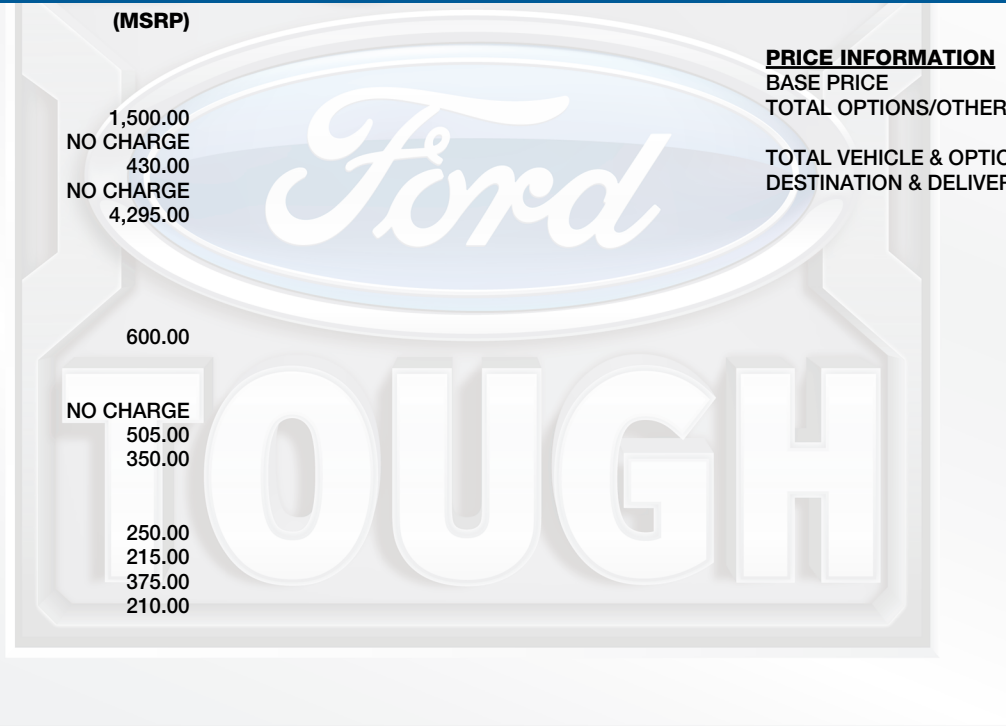 (MSRP)
1,500.00
NO CHARGE
430.00
NO CHARGE
4,295.00
600.00
NO CHARGE
505.00
350.00
250.00
215.00
375.00
210.00
PRICE INFORMATION
BASE PRICE
TOTAL OPTIONS/OTHER
TOTAL VEHICLE & OPTIO
DESTINATION & DELIVER
Ford
TOUGH